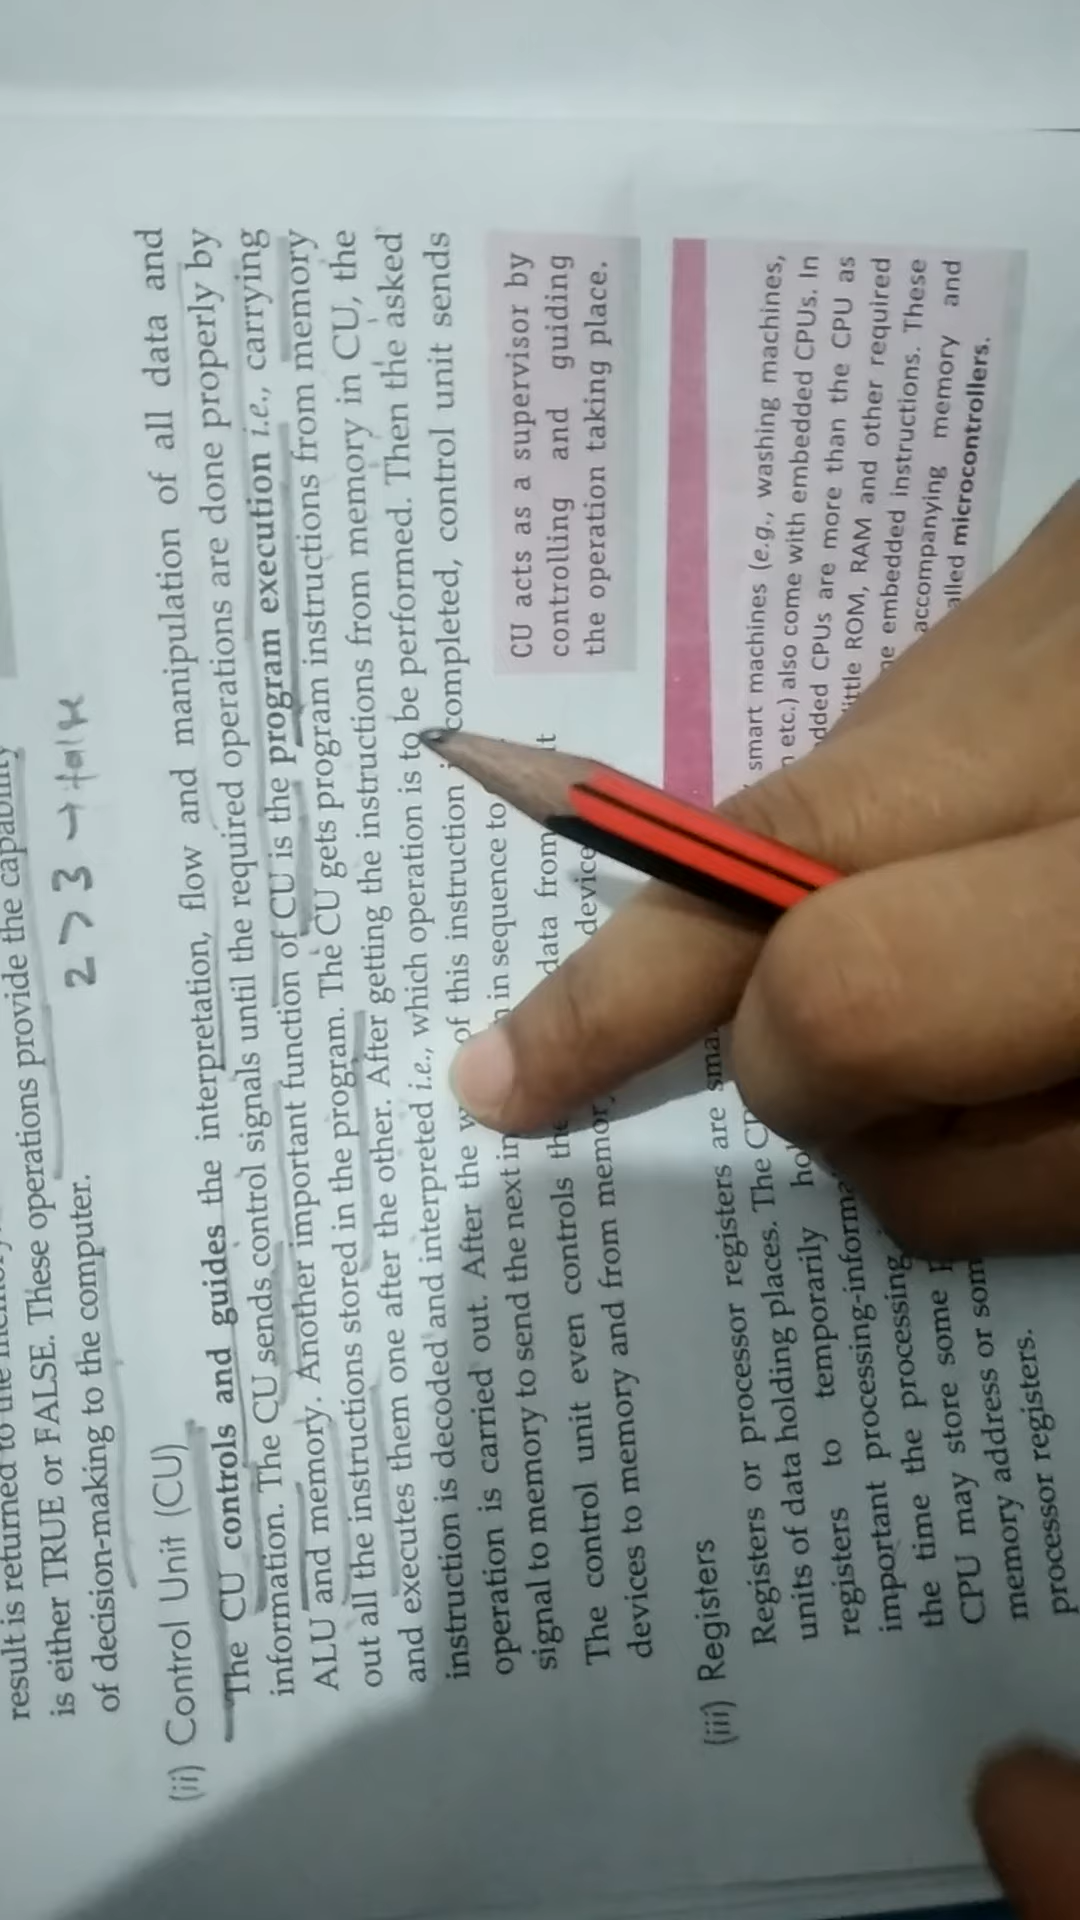 result is returned to the
is either TRUE or FALSE. These operations provide the capability
of decision-making to the computer.
2 > 3 → false
(ii) Control Unit (CU)
The CU controls and guides the interpretation, flow and manipulation of all data and
information. The CU sends control signals until the required operations are done properly by
ALU and memory. Another important function of CU is the program execution i.e., carrying
out all the instructions stored in the program. The CU gets program instructions from memory
and executes them one after the other. After getting the instructions from memory in CU, the
instruction is decoded and interpreted i.e., which operation is to be performed. Then the asked
operation is carried out. After the w of this instruction completed, control unit sends
signal to memory to send the next in in sequence to
The control unit even controls the data from it
devices to memory and from memory device
CU acts as a supervisor by
controlling and guiding
the operation taking place.
(iii) Registers
Registers or processor registers are sma
units of data holding places. The CP
registers to temporarily hol
important processing-informa
the time the processing
CPU may store some p
memory address or som
processor registers.
smart machines (e.g., washing machines,
etc.) also come with embedded CPUs. In
dded CPUs are more than the CPU as
ittle ROM, RAM and other required
he embedded instructions. These
accompanying memory and
alled microcontrollers.